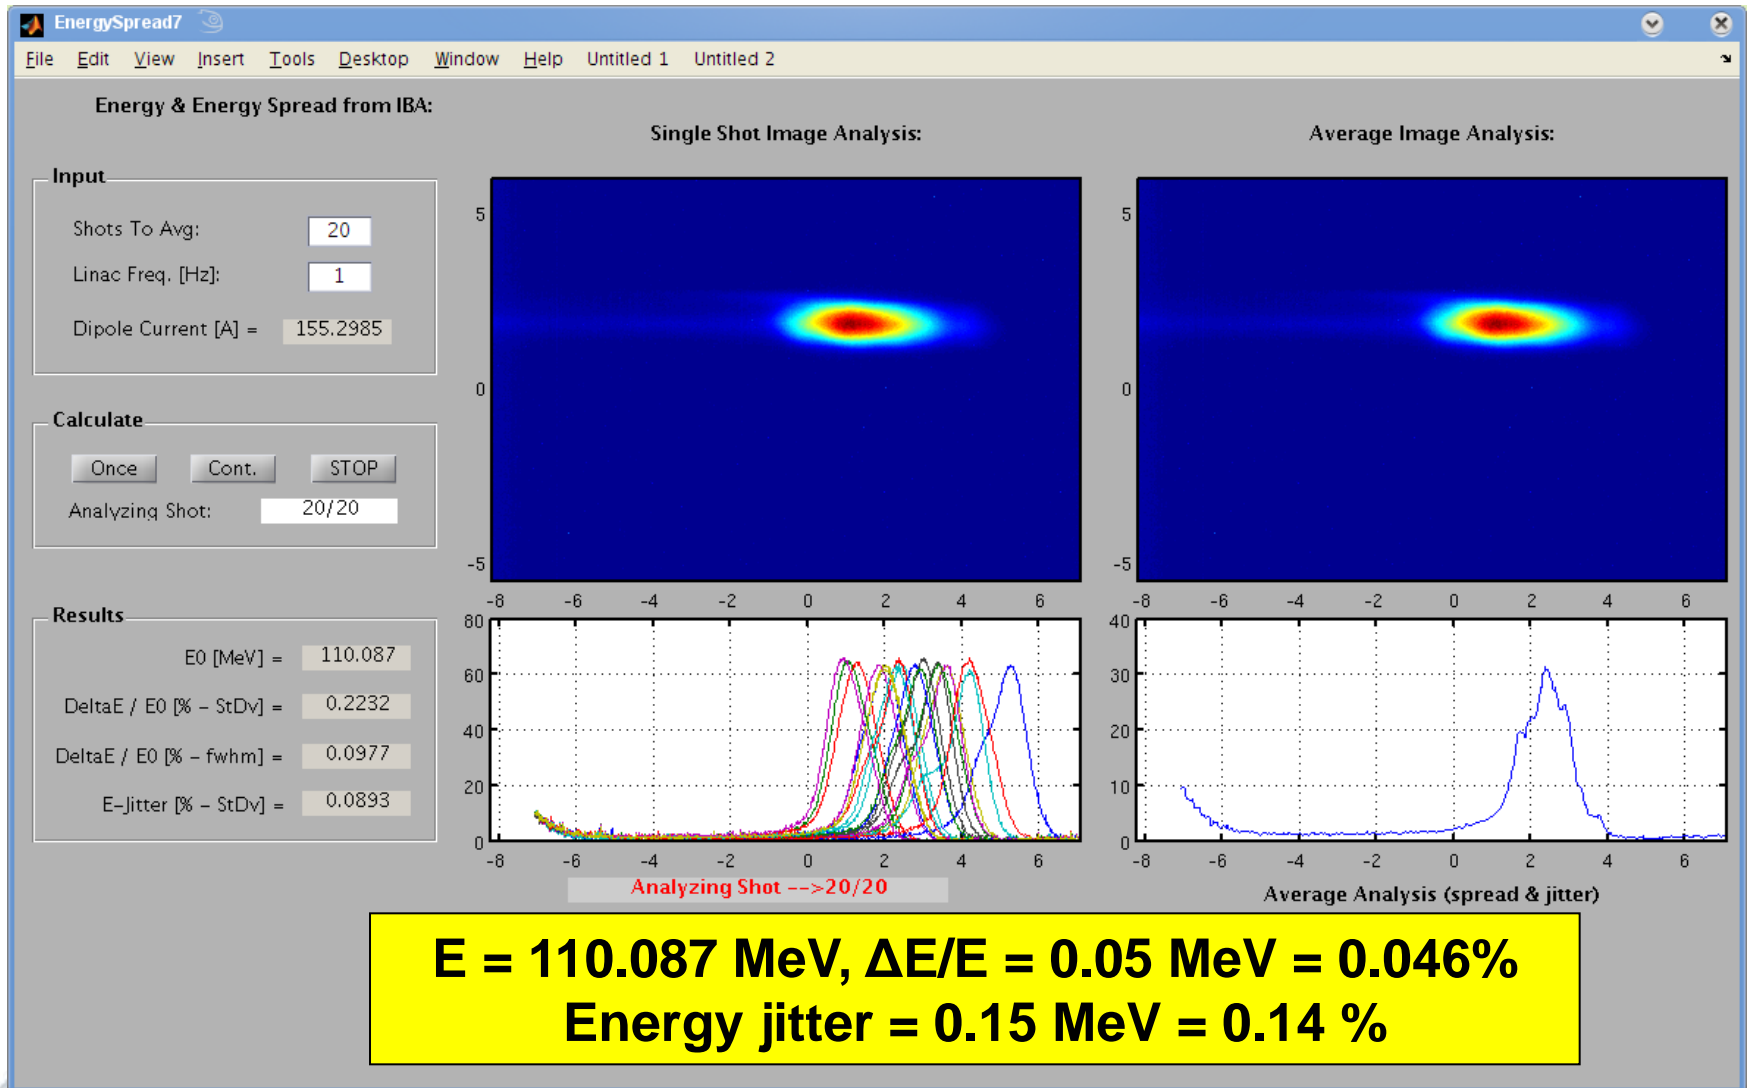 EnergySpread7
File Edit View Insert Tools Desktop Window Help Untitled 1 Untitled 2
Energy & Energy Spread from IBA:
Input
Shots To Avg: 20
Linac Freq. [Hz]: 1
Dipole Current [A] = 155.2985
Calculate
Once Cont. STOP
Analyzing Shot: 20/20
Results
E0 [MeV] = 110.087
DeltaE / E0 [% - StDv] = 0.2232
DeltaE / E0 [% - fwhm] = 0.0977
E-Jitter [% - StDv] = 0.0893
Single Shot Image Analysis:
5
0
-5
-8 -6 -4 -2 0 2 4 6
80
60
40
20
0
-8 -6 -4 -2 0 2 4 6
Analyzing Shot -->20/20
Average Image Analysis:
5
0
-5
-8 -6 -4 -2 0 2 4 6
40
30
20
10
0
-8 -6 -4 -2 0 2 4 6
Average Analysis (spread & jitter)
E = 110.087 MeV, ΔE/E = 0.05 MeV = 0.046%
Energy jitter = 0.15 MeV = 0.14 %